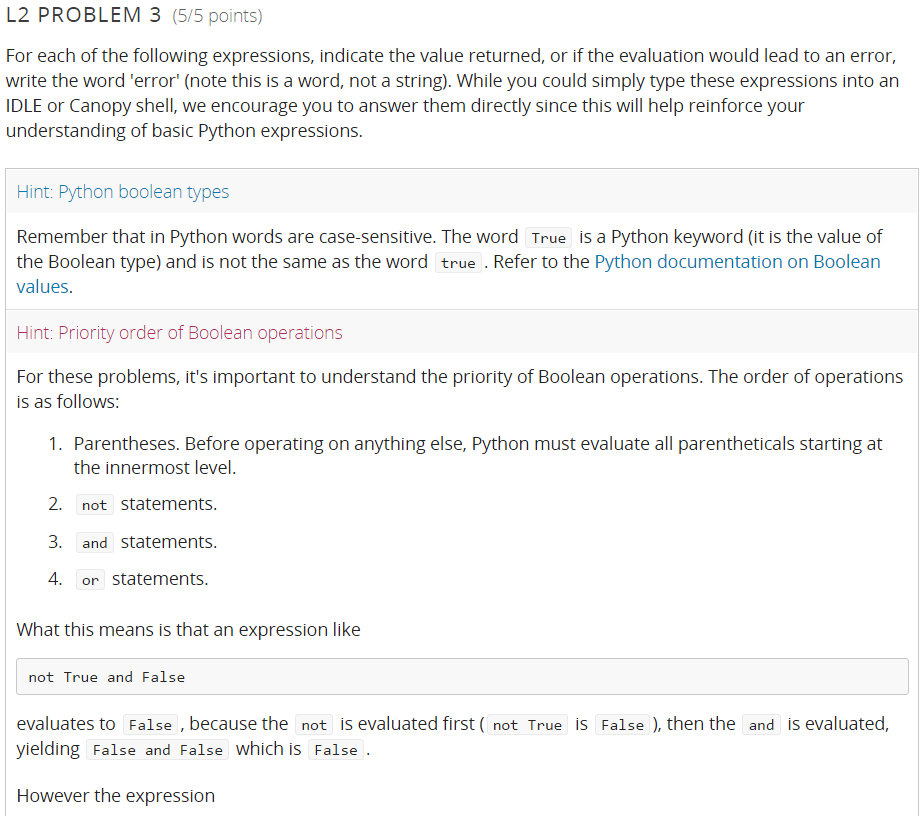 L2 PROBLEM 3 (5/5 points)
For each of the following expressions, indicate the value returned, or if the evaluation would lead to an error,
write the word 'error' (note this is a word, not a string). While you could simply type these expressions into an
IDLE or Canopy shell, we encourage you to answer them directly since this will help reinforce your
understanding of basic Python expressions.
Hint: Python boolean types
Remember that in Python words are case-sensitive. The word True is a Python keyword (it is the value of
the Boolean type) and is not the same as the word true . Refer to the Python documentation on Boolean
values.
Hint: Priority order of Boolean operations
For these problems, it's important to understand the priority of Boolean operations. The order of operations
is as follows:
1. Parentheses. Before operating on anything else, Python must evaluate all parentheticals starting at
the innermost level.
2. not statements.
3. and statements.
4. or statements.
What this means is that an expression like
not True and False
evaluates to False , because the not is evaluated first ( not True is False ), then the and is evaluated,
yielding False and False which is False .
However the expression